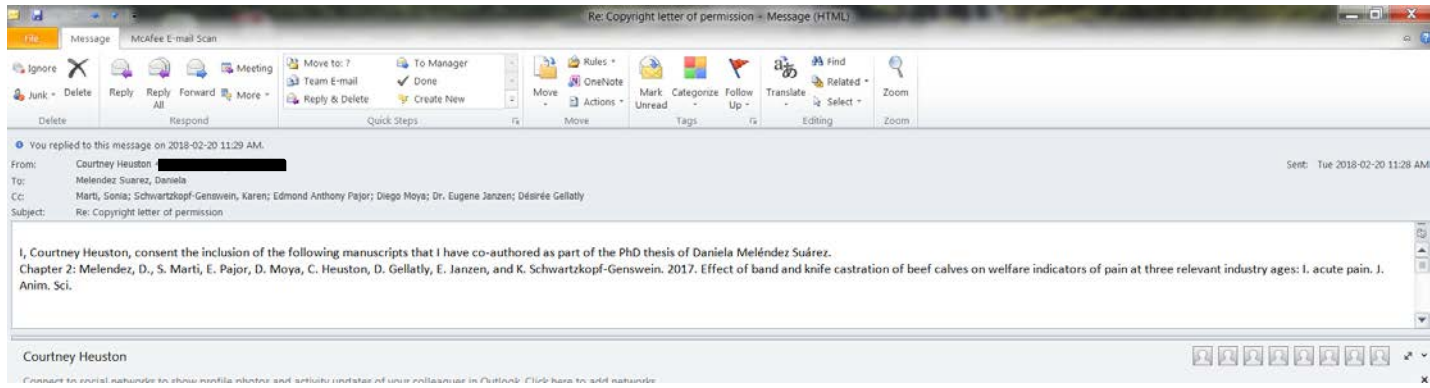 Re: Copyright letter of permission - Message (HTML)
File Message McAfee E-mail Scan
Ignore
Junk
Delete
Reply
Reply All
Forward
Meeting
More
Move to: ?
Team E-mail
Reply & Delete
To Manager
Done
Create New
Move
Rules
OneNote
Actions
Mark Unread
Categorize
Follow Up
Translate
Find
Related
Select
Zoom
Delete Respond Quick Steps Move Tags Editing Zoom
You replied to this message on 2018-02-20 11:29 AM.
From: Courtney Heuston Sent: Tue 2018-02-20 11:28 AM
To: Melendez Suarez, Daniela
Cc: Marti, Sonia; Schwartzkopf-Genswein, Karen; Edmond Anthony Pajor; Diego Moya; Dr. Eugene Janzen; Désirée Gellatly
Subject: Re: Copyright letter of permission
I, Courtney Heuston, consent the inclusion of the following manuscripts that I have co-authored as part of the PhD thesis of Daniela Meléndez Suárez.
Chapter 2: Melendez, D., S. Marti, E. Pajor, D. Moya, C. Heuston, D. Gellatly, E. Janzen, and K. Schwartzkopf-Genswein. 2017. Effect of band and knife castration of beef calves on welfare indicators of pain at three relevant industry ages: I. acute pain. J.
Anim. Sci.
Courtney Heuston
Connect to social networks to show profile photos and activity updates of your colleagues in Outlook. Click here to add networks.